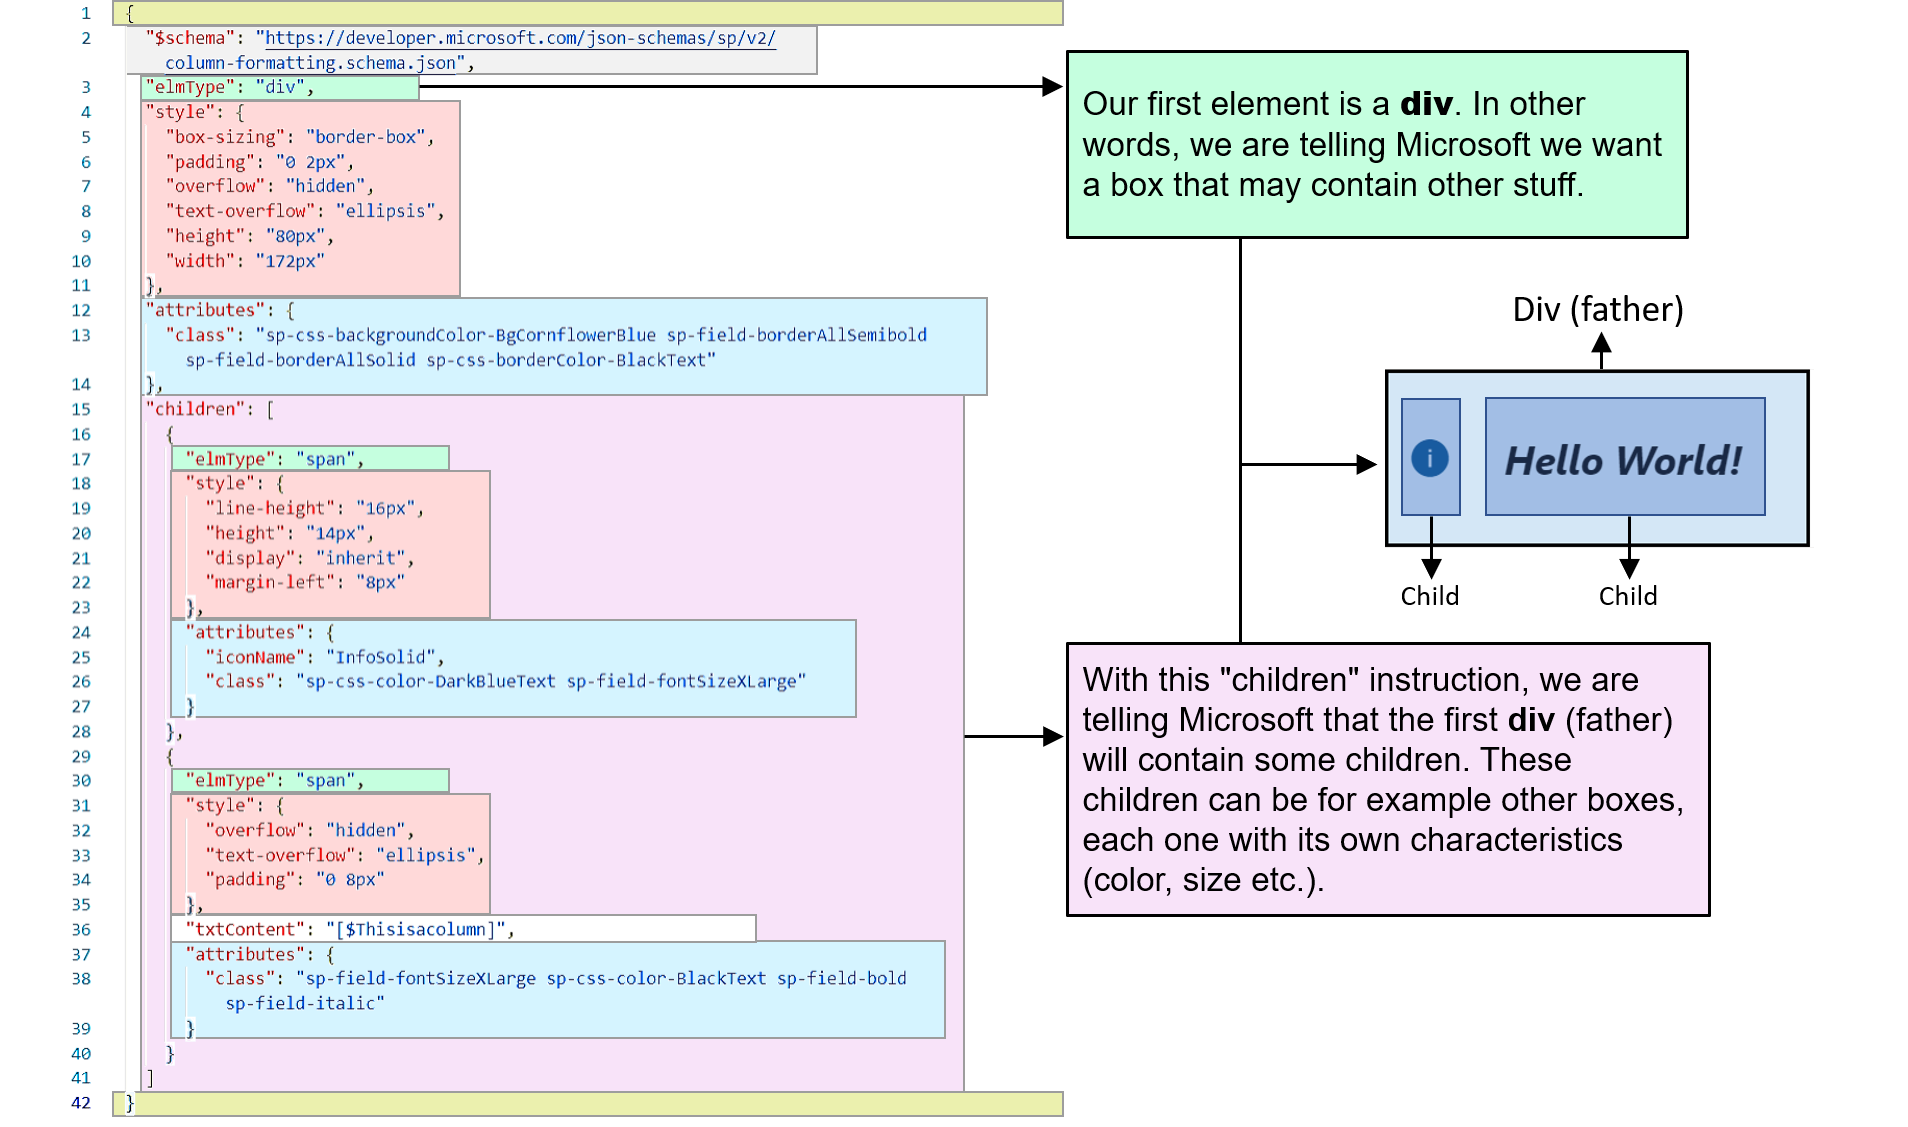 1 {
2 "$schema": "https://developer.microsoft.com/json-schemas/sp/v2/
column-formatting.schema.json",
3 "elmType": "div",
4 "style": {
5 "box-sizing": "border-box",
6 "padding": "0 2px",
7 "overflow": "hidden",
8 "text-overflow": "ellipsis",
9 "height": "80px",
10 "width": "172px"
11 },
12 "attributes": {
13 "class": "sp-css-backgroundColor-BgCornflowerBlue sp-field-borderAllSemibold
sp-field-borderAllSolid sp-css-borderColor-BlackText"
14 },
15 "children": [
16 {
17 "elmType": "span",
18 "style": {
19 "line-height": "16px",
20 "height": "14px",
21 "display": "inherit",
22 "margin-left": "8px"
23 },
24 "attributes": {
25 "iconName": "InfoSolid",
26 "class": "sp-css-color-DarkBlueText sp-field-fontSizeXLarge"
27 }
28 },
29 {
30 "elmType": "span",
31 "style": {
32 "overflow": "hidden",
33 "text-overflow": "ellipsis",
34 "padding": "0 8px"
35 },
36 "txtContent": "[$Thisisacolumn]",
37 "attributes": {
38 "class": "sp-field-fontSizeXLarge sp-css-color-BlackText sp-field-bold
sp-field-italic"
39 }
40 }
41 ]
42 }
Our first element is a div. In other
words, we are telling Microsoft we want
a box that may contain other stuff.
Div (father)
i
Hello World!
Child
Child
With this "children" instruction, we are
telling Microsoft that the first div (father)
will contain some children. These
children can be for example other boxes,
each one with its own characteristics
(color, size etc.).